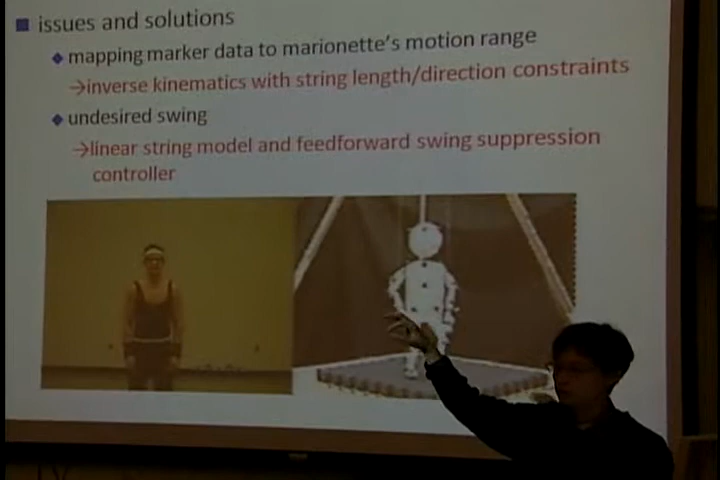 issues and solutions
mapping marker data to marionette's motion range
→inverse kinematics with string length/direction constraints
undesired swing
→linear string model and feedforward swing suppression
controller